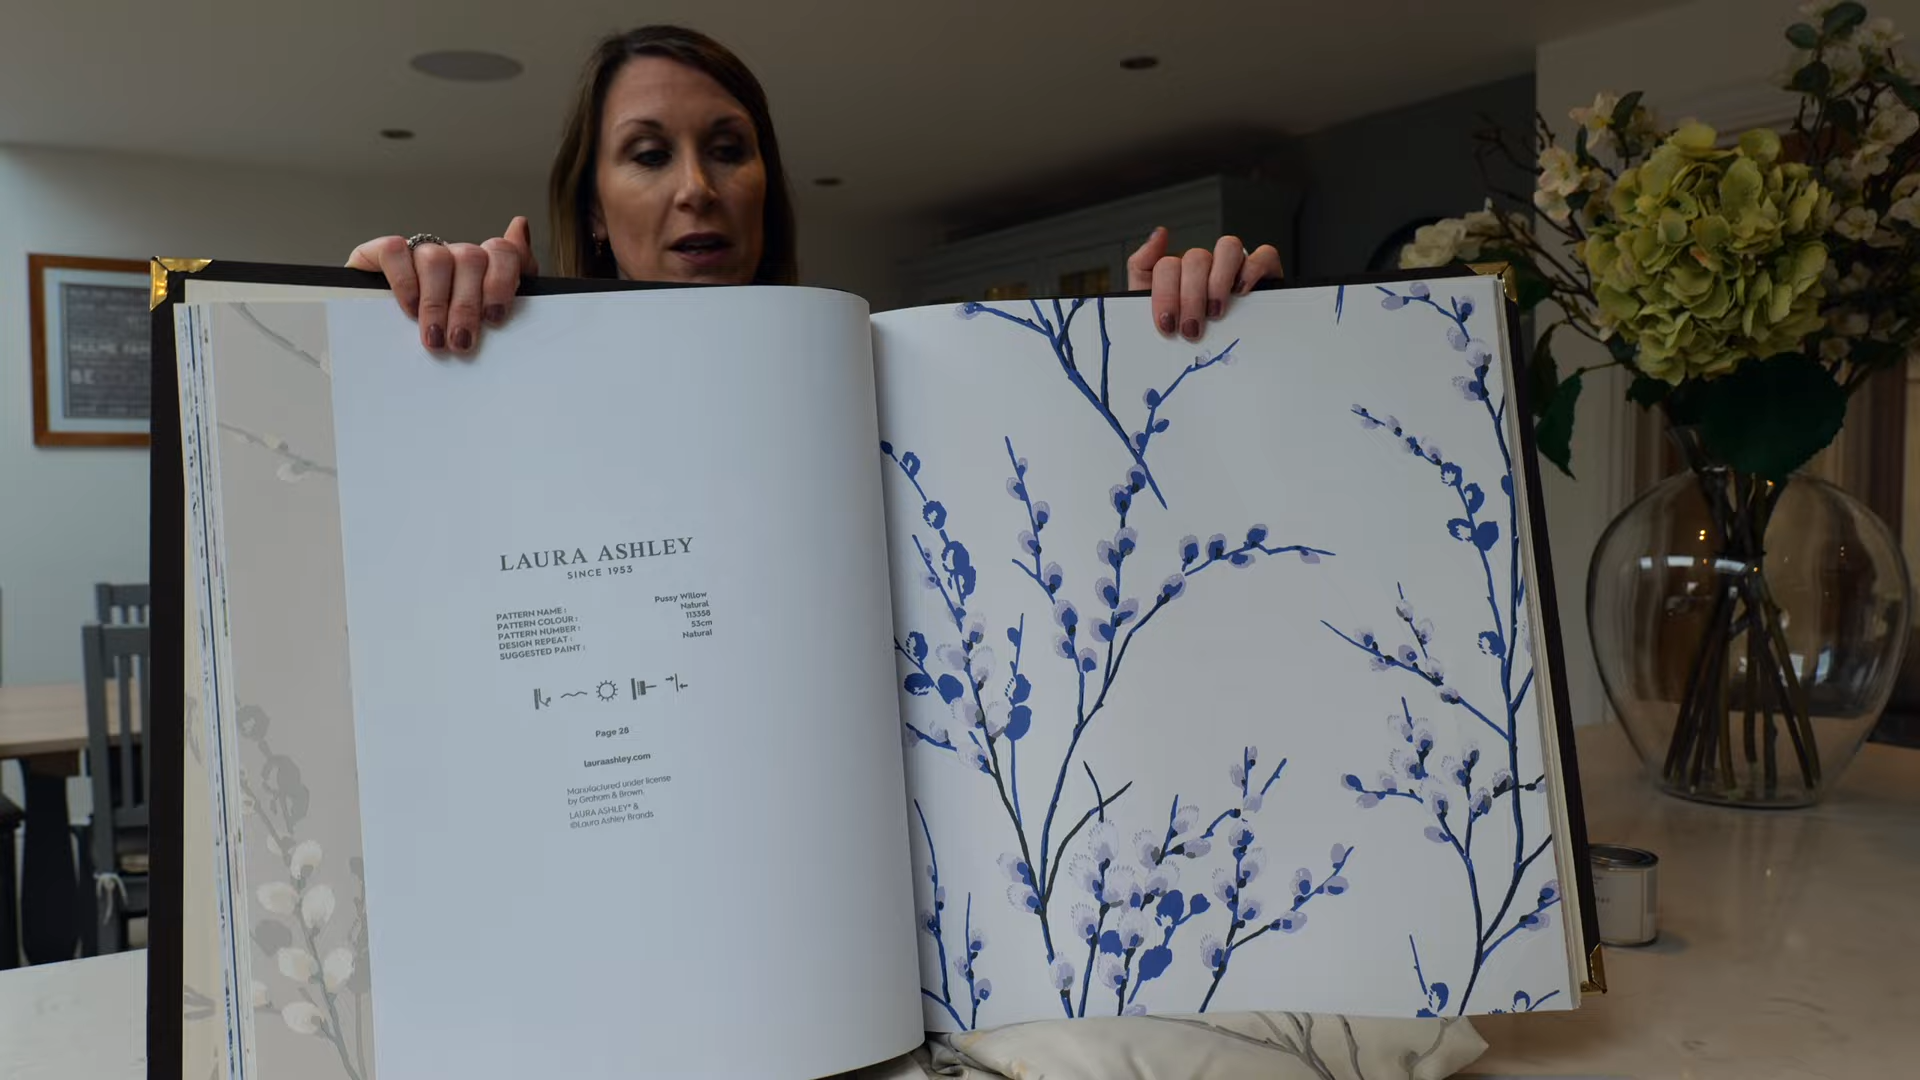 LAURA ASHLEY
SINCE 1953
PATTERN NAME : Pussy Willow
PATTERN COLOUR : Natural
PATTERN NUMBER : 113358
DESIGN REPEAT : 53cm
SUGGESTED PAINT : Natural
Page 28
lauraashley.com
Manufactured under license
by Graham & Brown.
LAURA ASHLEY® &
©Laura Ashley Brands